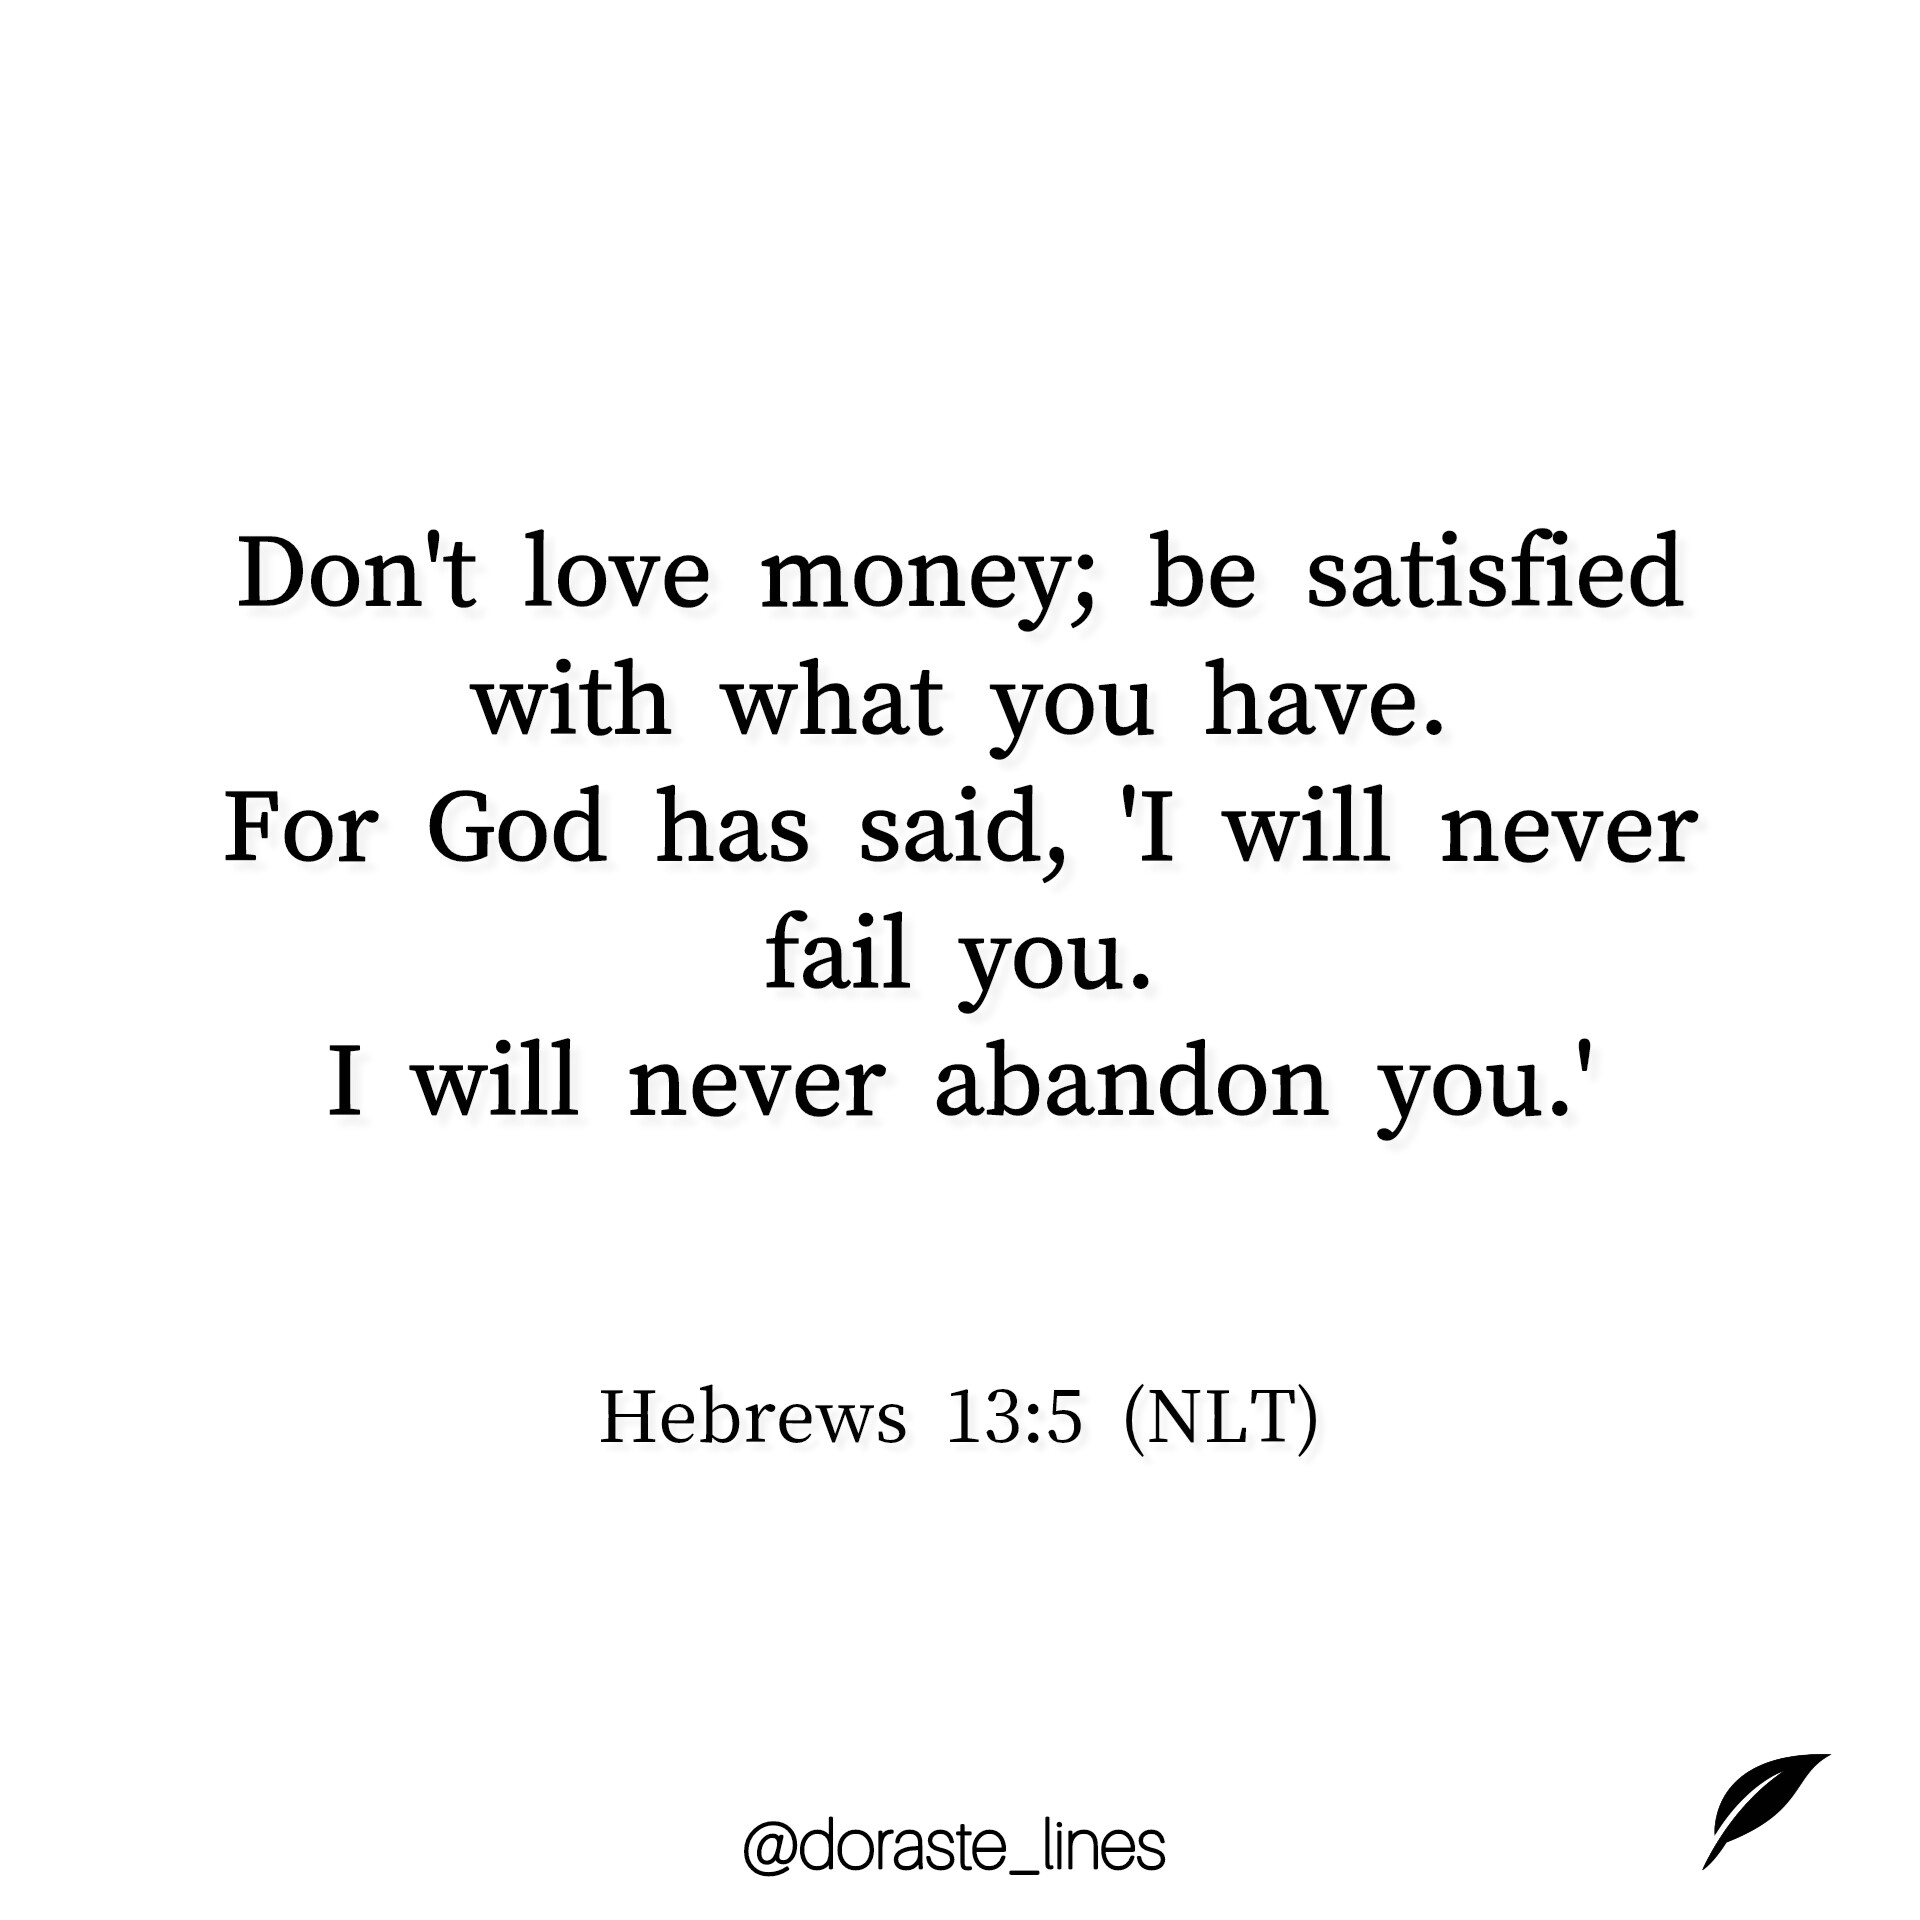 Don't love money; be satisfied
with what you have.
For God has said, 'I will never
fail you.
I will never abandon you.'
Hebrews 13:5 (NLT)
@doraste_lines